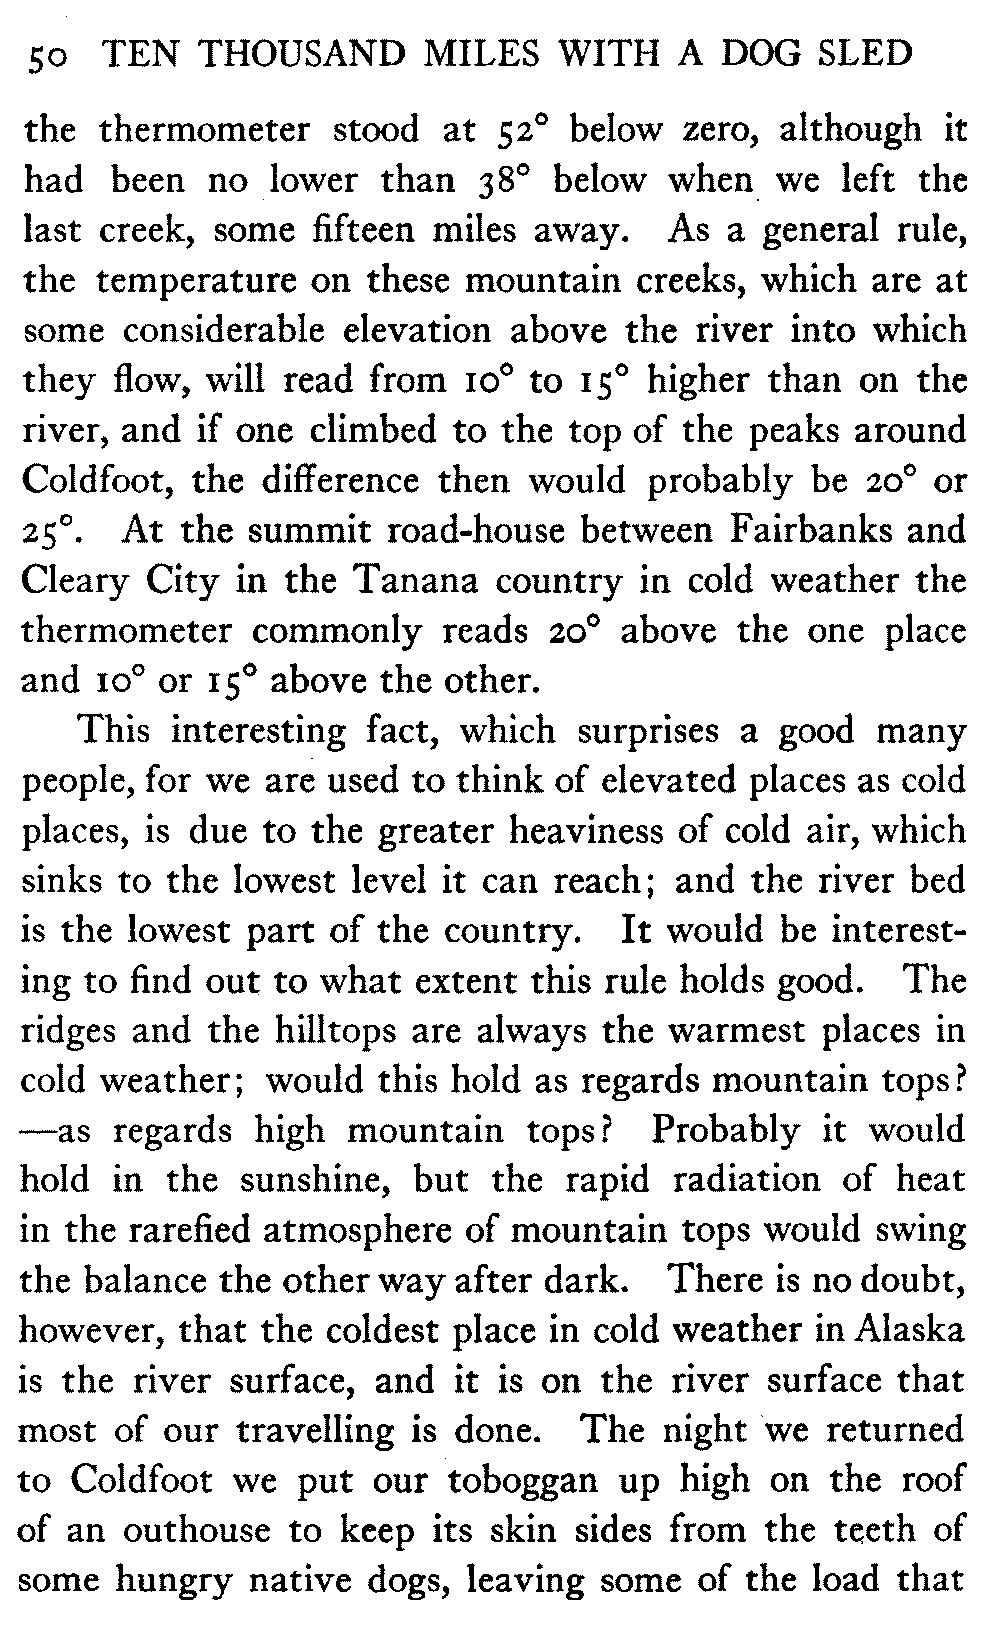 50 TEN THOUSAND MILES WITH A DOG SLED
the thermometer stood at 52° below zero, although it
had been no lower than 38° below when we left the
last creek, some fifteen miles away. As a general rule,
the temperature on these mountain creeks, which are at
some considerable elevation above the river into which
they flow, will read from 10° to 15° higher than on the
river, and if one climbed to the top of the peaks around
Coldfoot, the difference then would probably be 20° or
25°. At the summit road-house between Fairbanks and
Cleary City in the Tanana country in cold weather the
thermometer commonly reads 20° above the one place
and 10° or 15° above the other.
This interesting fact, which surprises a good many
people, for we are used to think of elevated places as cold
places, is due to the greater heaviness of cold air, which
sinks to the lowest level it can reach; and the river bed
is the lowest part of the country. It would be interest-
ing to find out to what extent this rule holds good. The
ridges and the hilltops are always the warmest places in
cold weather; would this hold as regards mountain tops?
—as regards high mountain tops? Probably it would
hold in the sunshine, but the rapid radiation of heat
in the rarefied atmosphere of mountain tops would swing
the balance the other way after dark. There is no doubt,
however, that the coldest place in cold weather in Alaska
is the river surface, and it is on the river surface that
most of our travelling is done. The night we returned
to Coldfoot we put our toboggan up high on the roof
of an outhouse to keep its skin sides from the teeth of
some hungry native dogs, leaving some of the load that